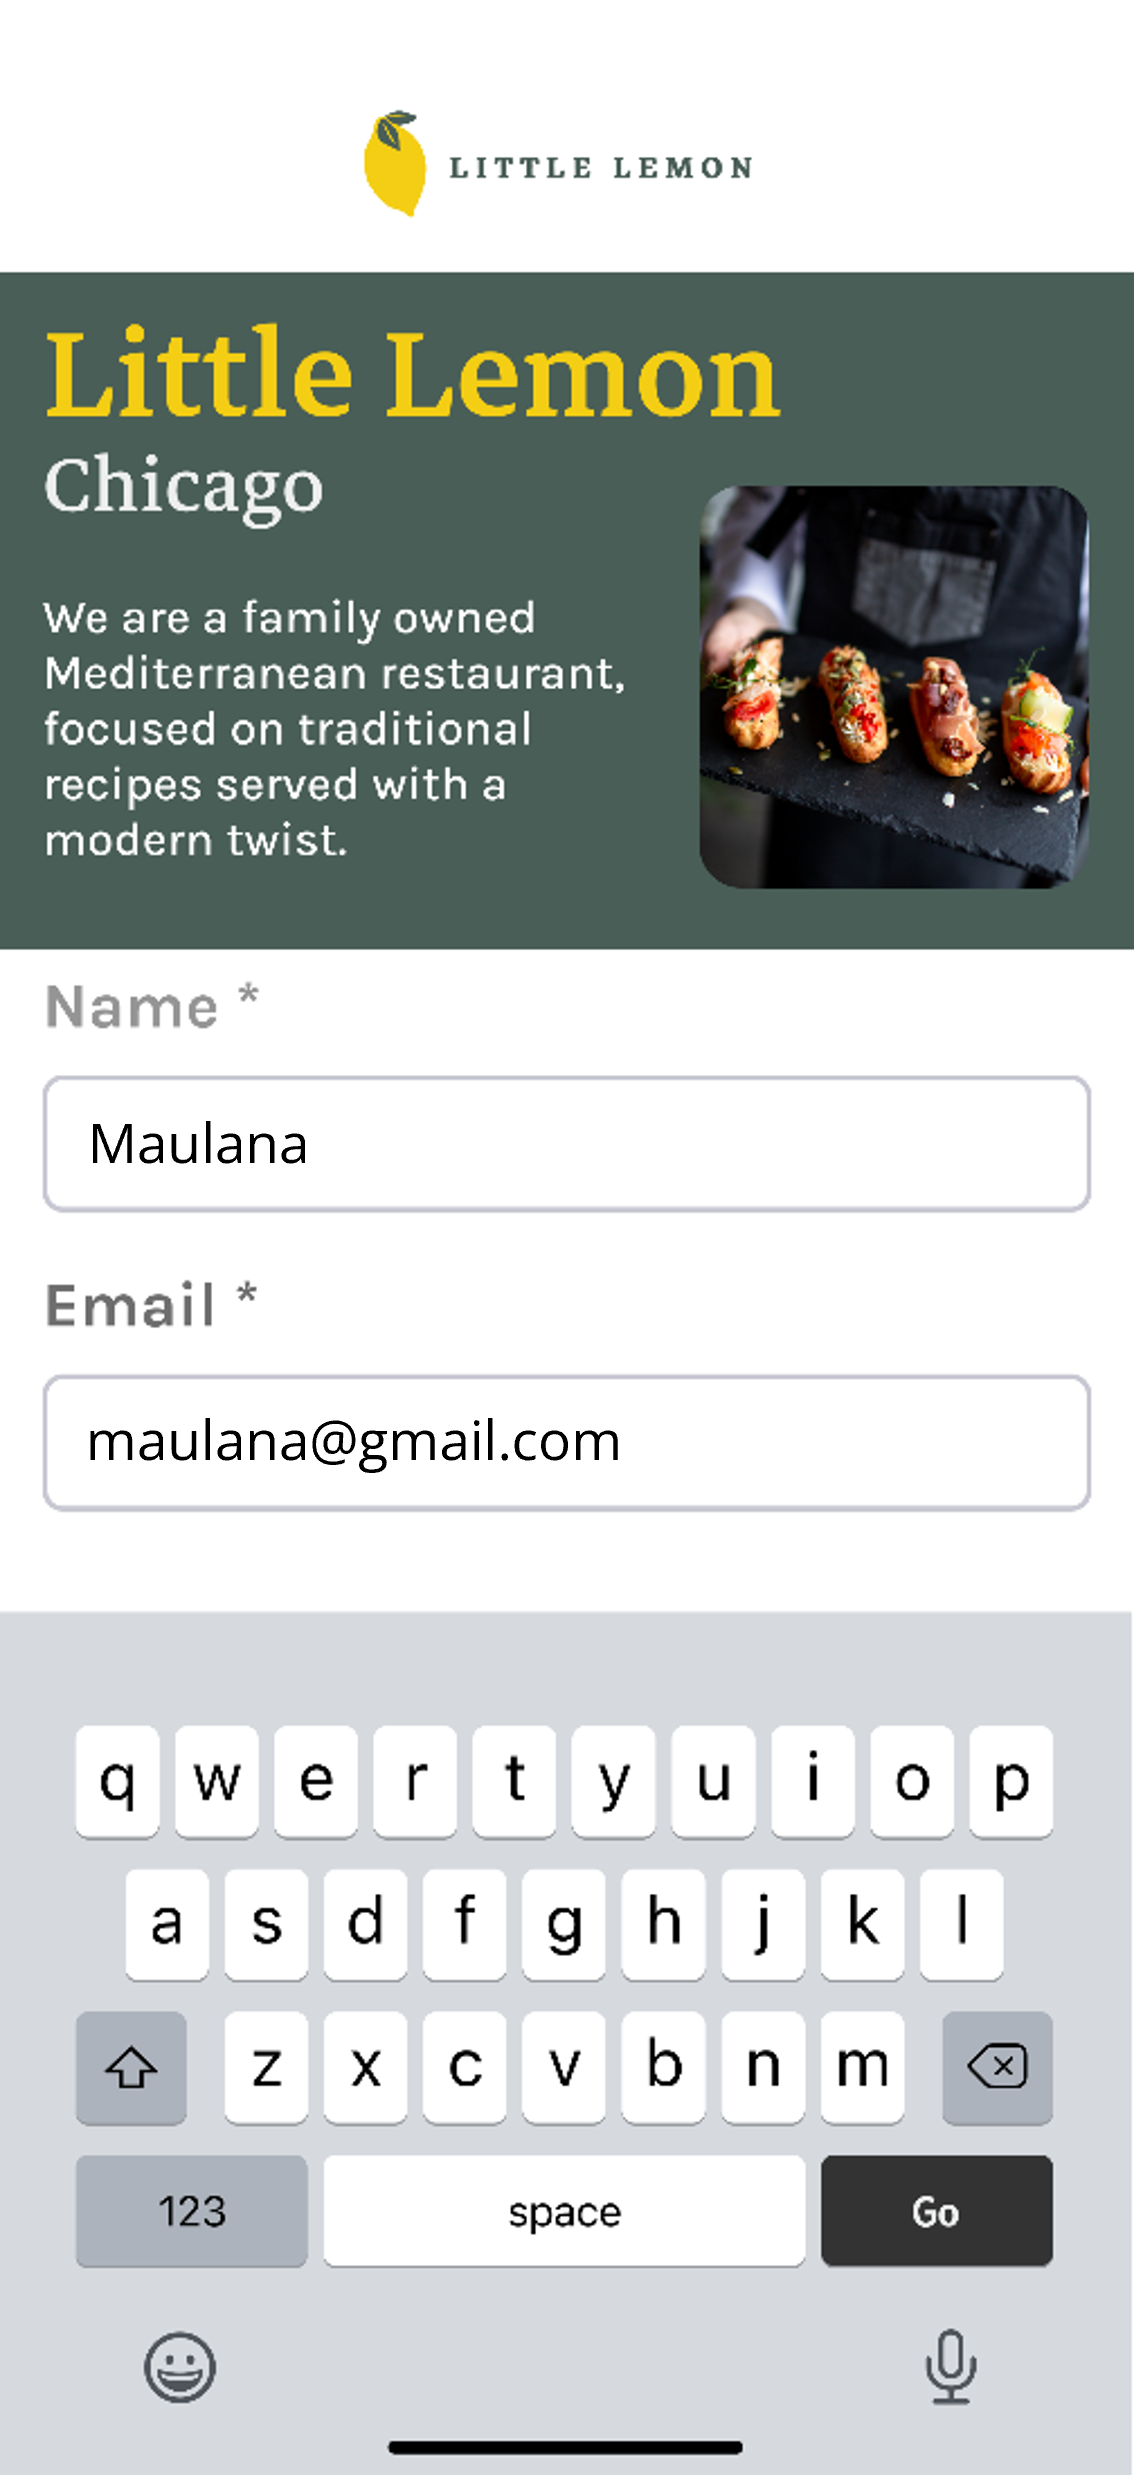 LITTLE LEMON
Little Lemon
Chicago
We are a family owned
Mediterranean restaurant,
focused on traditional
recipes served with a
modern twist.
Name *
Maulana
Email *
maulana@gmail.com
q w e r t y u i o p
a s d f g h j k l
z x c v b n m
123 space Go